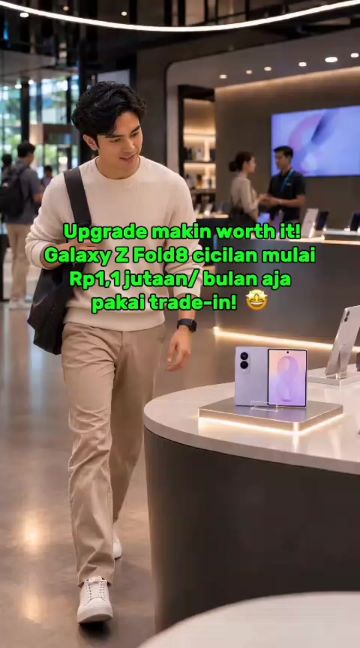 Upgrade makin worth it!
Galaxy Z Fold8 cicilan mulai
Rp1,1 jutaan/ bulan aja
pakai trade-in! 🤩